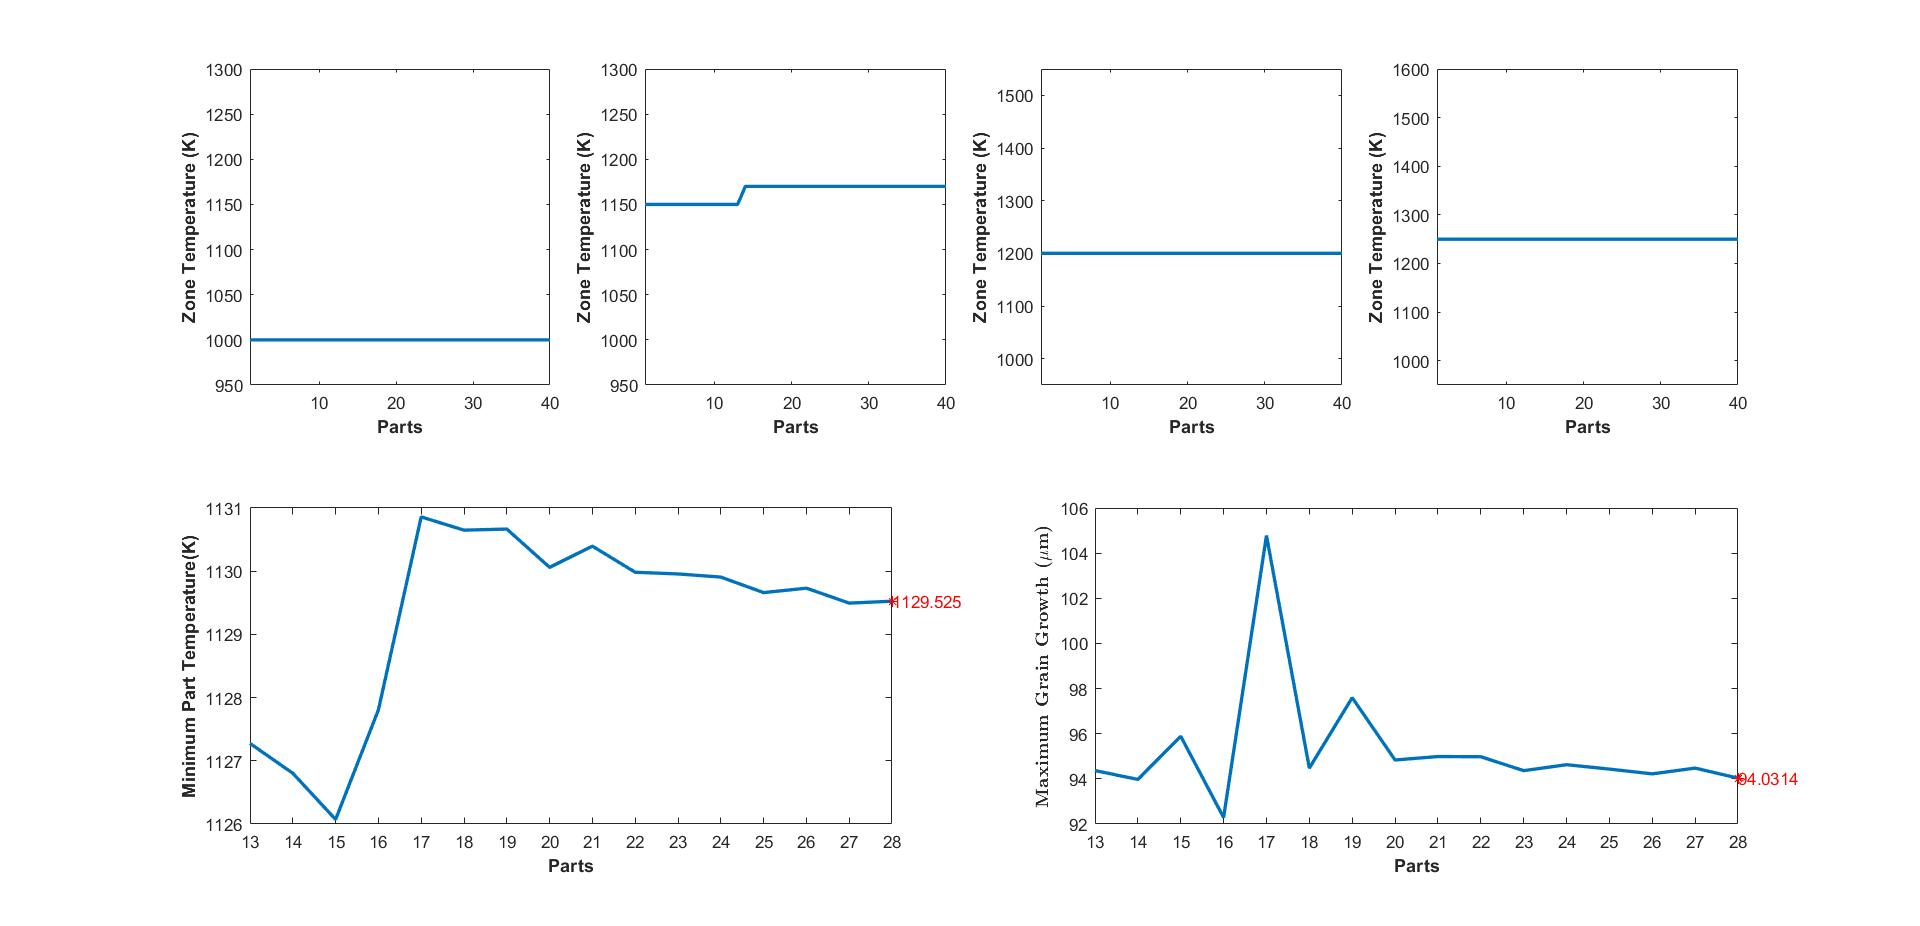 1300
1250
1200
1150
1100
1050
1000
950
Zone Temperature (K)
10 20 30 40
Parts
1300
1250
1200
1150
1100
1050
1000
950
Zone Temperature (K)
10 20 30 40
Parts
1500
1400
1300
1200
1100
1000
Zone Temperature (K)
10 20 30 40
Parts
1600
1500
1400
1300
1200
1100
1000
Zone Temperature (K)
10 20 30 40
Parts
1131
1130
1129
1128
1127
1126
Minimum Part Temperature(K)
1129.525
13 14 15 16 17 18 19 20 21 22 23 24 25 26 27 28
Parts
106
104
102
100
98
96
94
92
Maximum Grain Growth (μm)
94.0314
13 14 15 16 17 18 19 20 21 22 23 24 25 26 27 28
Parts